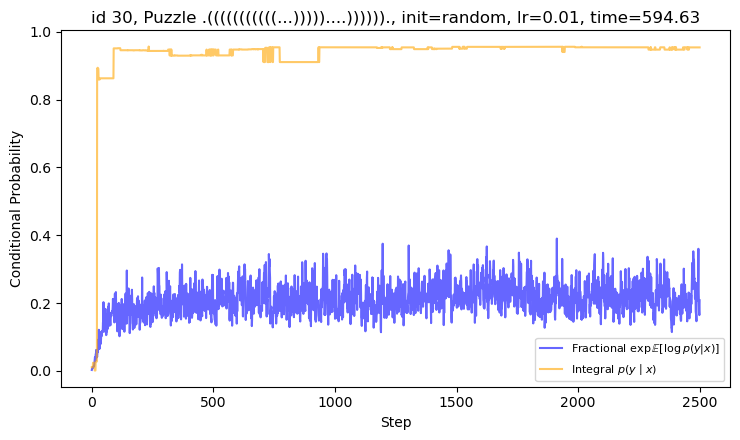 id 30, Puzzle .(((((((((((...)))))....))))))., init=random, lr=0.01, time=594.63
1.0
0.8
0.6
0.4
0.2
0.0
Conditional Probability
0
500
1000
1500
2000
2500
Step
Fractional exp𝔼[log p(y|x)]
Integral p(y | x)